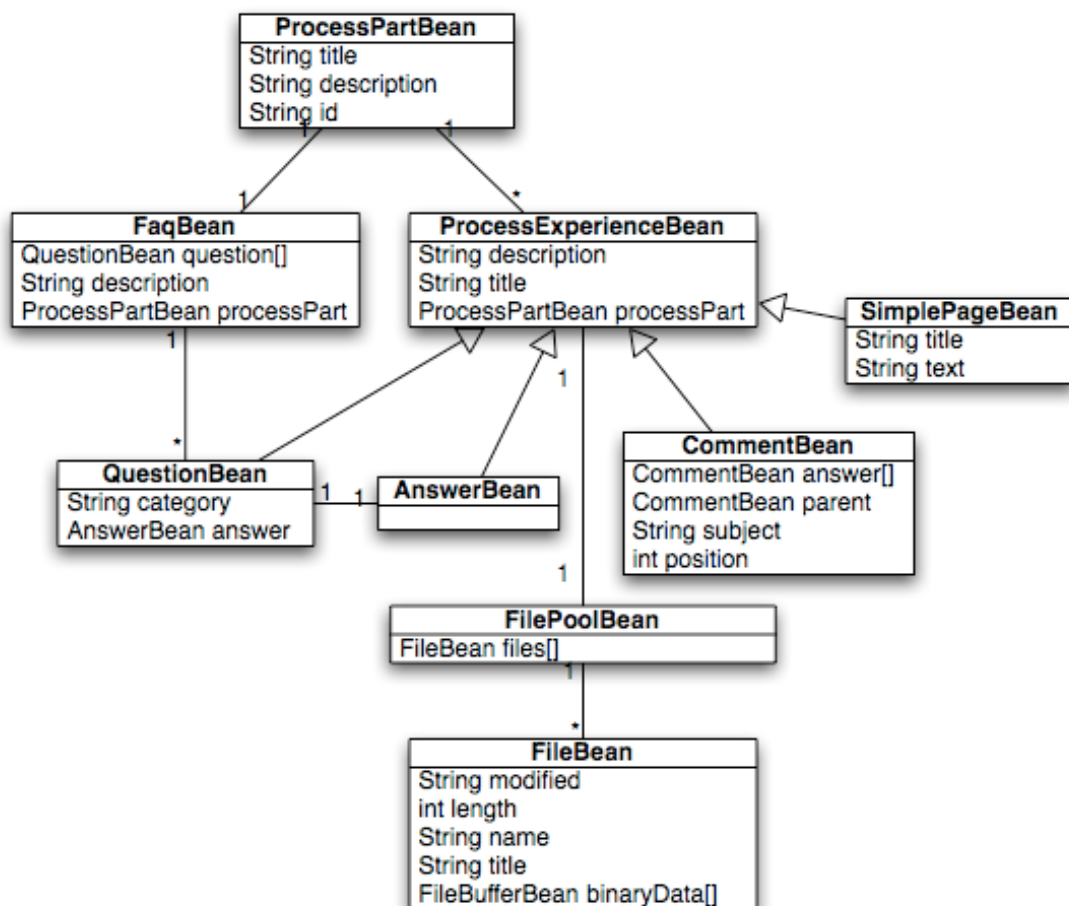 ProcessPartBean
String title
String description
String id
1
1
1
*
FaqBean
QuestionBean question[]
String description
ProcessPartBean processPart
ProcessExperienceBean
String description
String title
ProcessPartBean processPart
SimplePageBean
String title
String text
1
1
*
QuestionBean
String category
AnswerBean answer
1
1
AnswerBean
CommentBean
CommentBean answer[]
CommentBean parent
String subject
int position
1
FilePoolBean
FileBean files[]
1
*
FileBean
String modified
int length
String name
String title
FileBufferBean binaryData[]